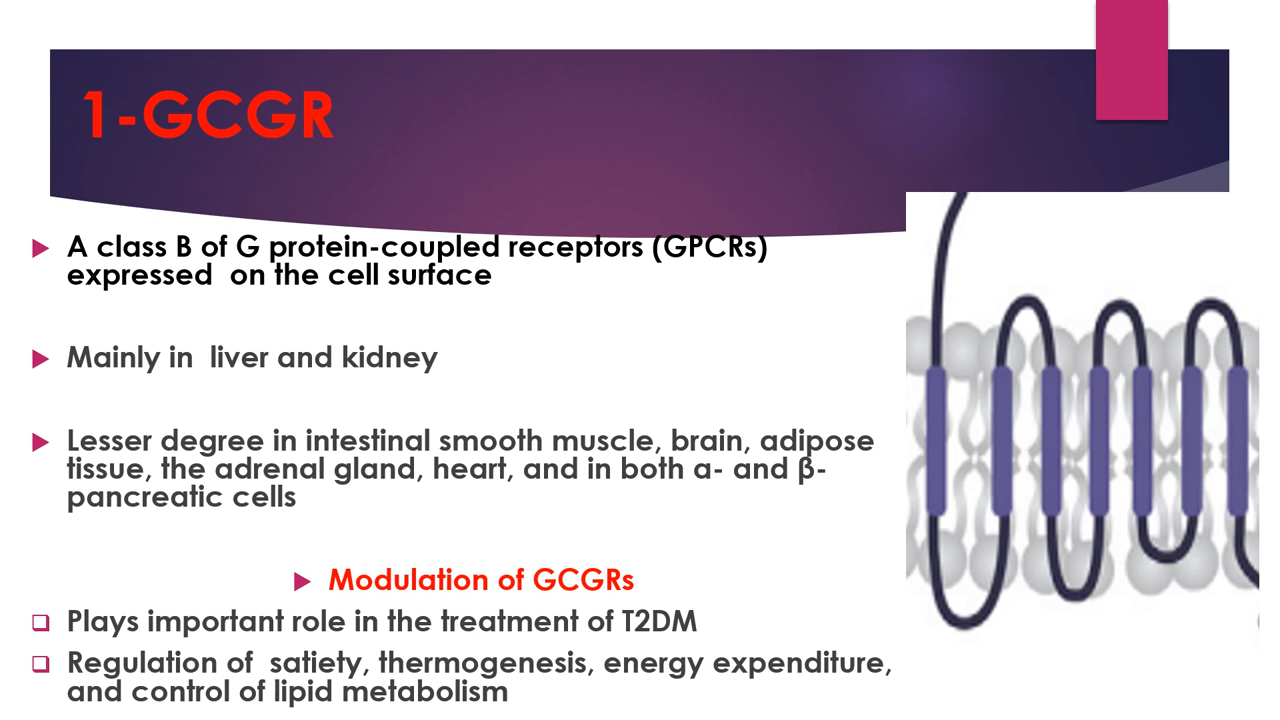 1-GCGR
A class B of G protein-coupled receptors (GPCRs)
expressed  on the cell surface
Mainly in  liver and kidney
Lesser degree in intestinal smooth muscle, brain, adipose
tissue, the adrenal gland, heart, and in both α- and β-
pancreatic cells
Modulation of GCGRs
Plays important role in the treatment of T2DM
Regulation of  satiety, thermogenesis, energy expenditure,
and control of lipid metabolism